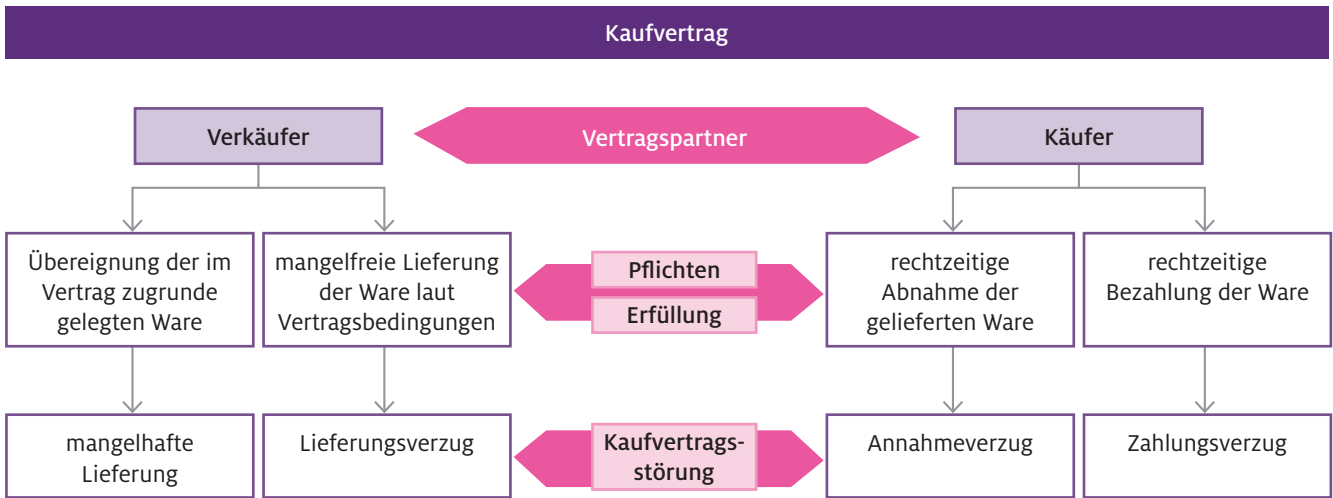 Kaufvertrag
Verkäufer
Vertragspartner
Käufer
Übereignung der im
Vertrag zugrunde
gelegten Ware
mangelfreie Lieferung
der Ware laut
Vertragsbedingungen
Pflichten
Erfüllung
rechtzeitige
Abnahme der
gelieferten Ware
rechtzeitige
Bezahlung der Ware
mangelhafte
Lieferung
Lieferungsverzug
Kaufvertrags-
störung
Annahmeverzug
Zahlungsverzug